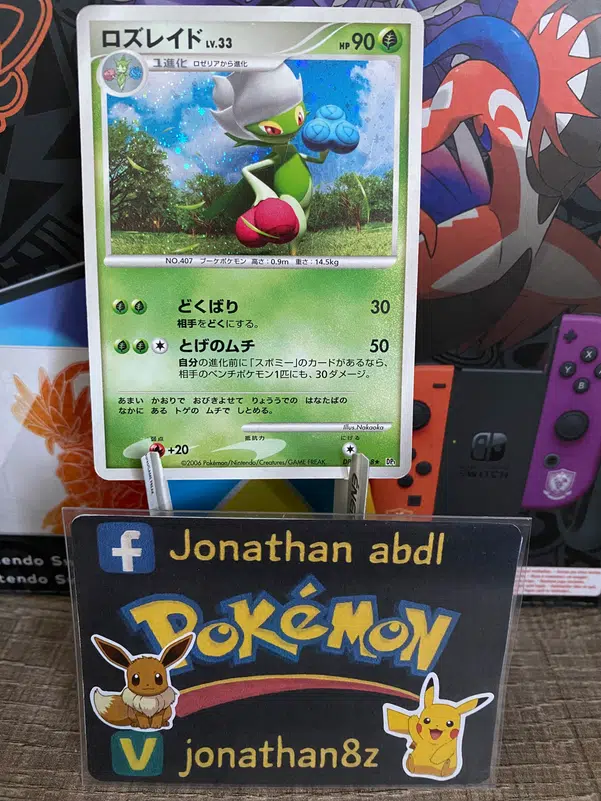 ロズレイド LV.33
HP 90
1進化 ロゼリアから進化
NO.407 ブーケポケモン 高さ:0.9m 重さ:14.5kg
どくばり 30
相手をどくにする。
とげのムチ 50
自分の進化前に「スボミー」のカードがあるなら、
相手のベンチポケモン1匹にも、30ダメージ。
あまい かおりで おびきよせて りょううでの はなたばの
なかに ある トゲの ムチで しとめる。
Illus.Nakaoka
弱点 抵抗力 にげる
+20
©2006 Pokémon/Nintendo/Creatures/GAME FREAK
X
Y
B
SWITCH
f Jonathan abdl
POKéMON
V jonathan8z